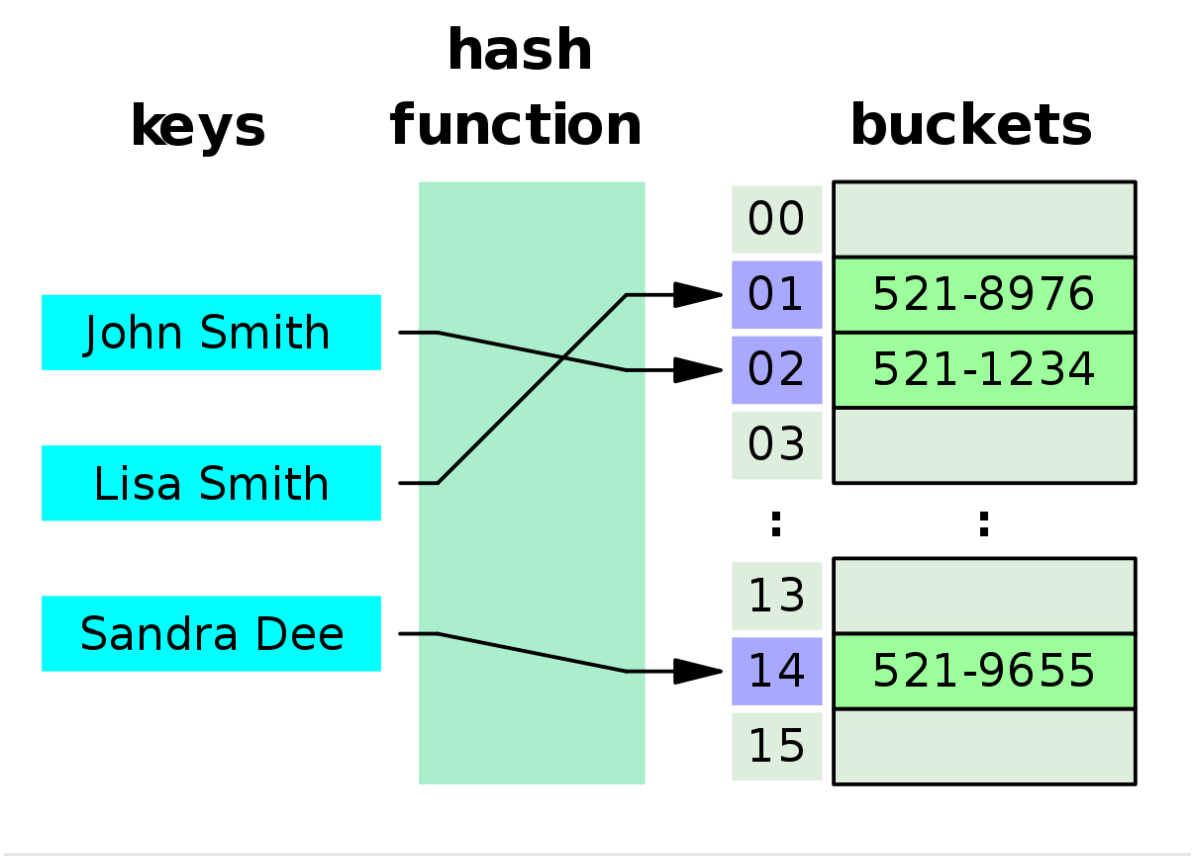 hash
keys function buckets
00
John Smith 01 521-8976
02 521-1234
Lisa Smith 03
: :
13
Sandra Dee 14 521-9655
15